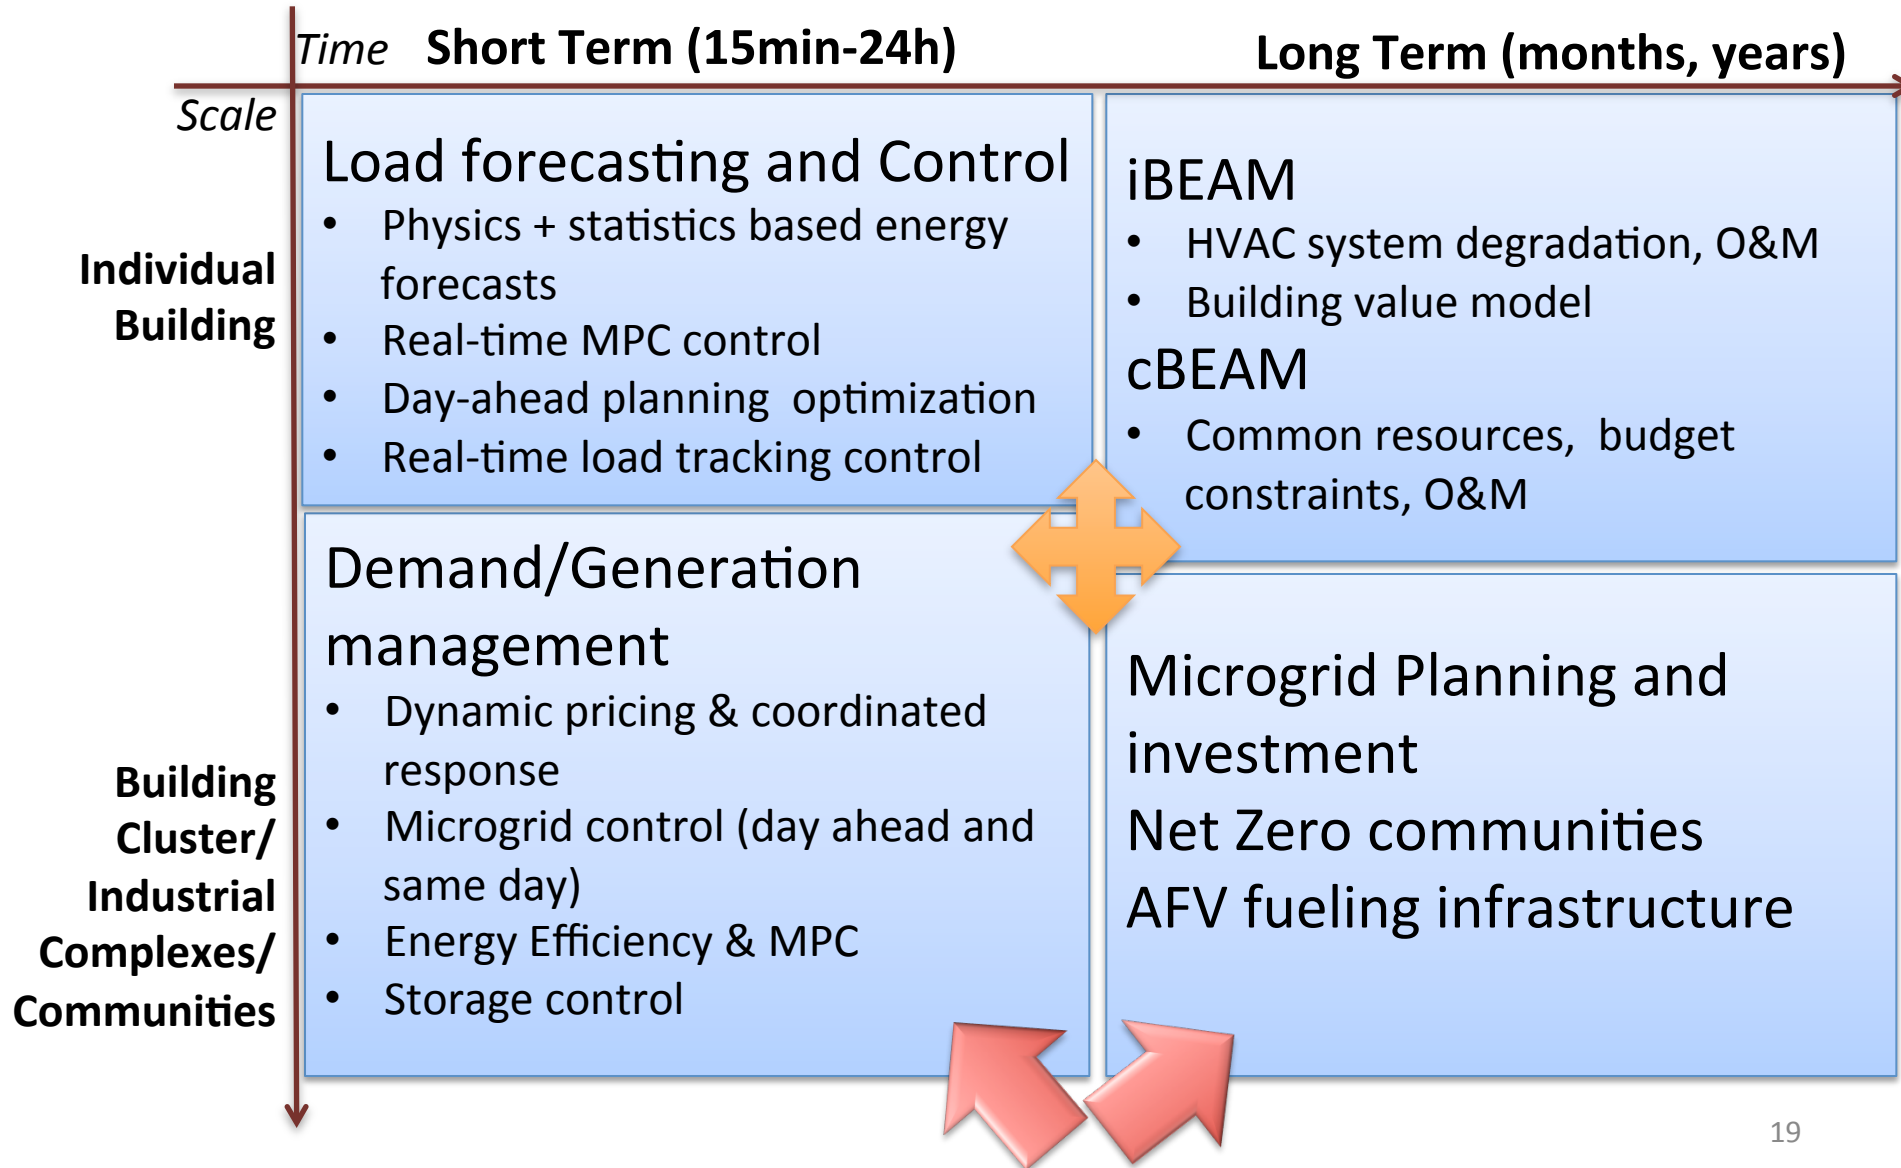 Time Short Term (15min-24h) Long Term (months, years)
Scale
Individual
Building
Load forecasting and Control
• Physics + statistics based energy
forecasts
• Real-time MPC control
• Day-ahead planning optimization
• Real-time load tracking control
iBEAM
• HVAC system degradation, O&M
• Building value model
cBEAM
• Common resources, budget
constraints, O&M
Building
Cluster/
Industrial
Complexes/
Communities
Demand/Generation
management
• Dynamic pricing & coordinated
response
• Microgrid control (day ahead and
same day)
• Energy Efficiency & MPC
• Storage control
Microgrid Planning and
investment
Net Zero communities
AFV fueling infrastructure
19